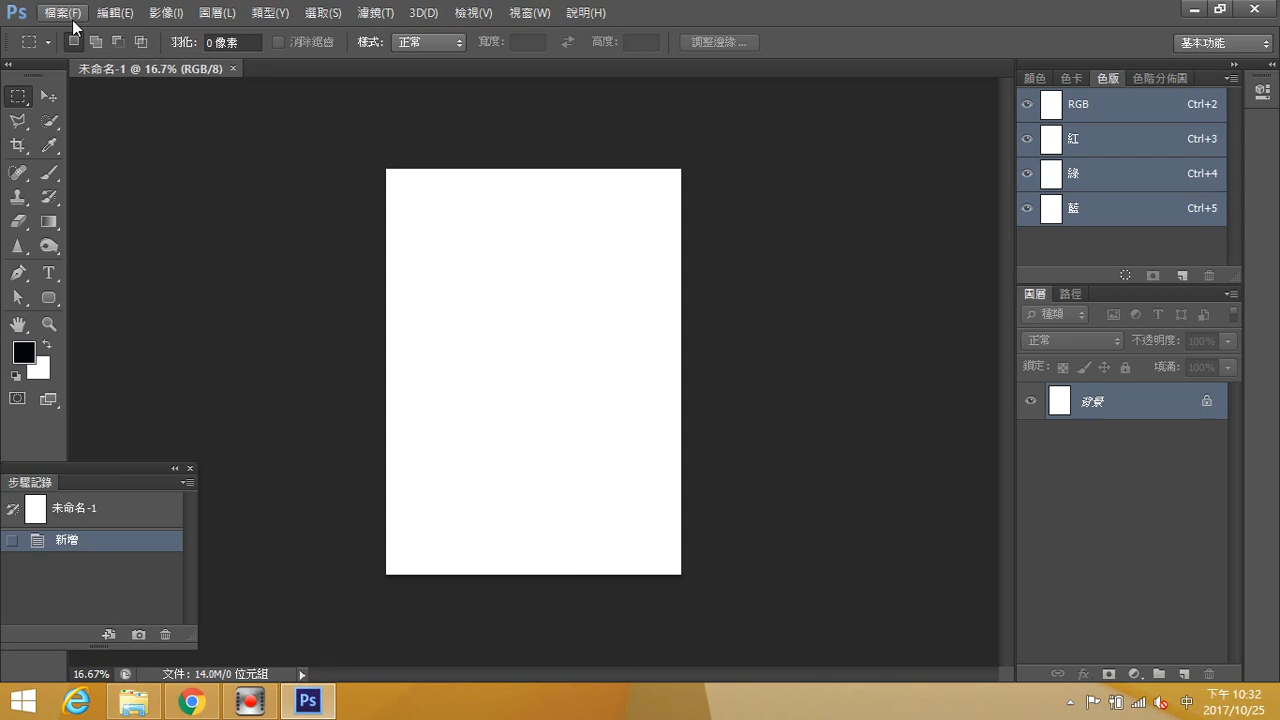 Ps 檔案(F) 編輯(E) 影像(I) 圖層(L) 類型(Y) 選取(S) 濾鏡(T) 3D(D) 檢視(V) 視窗(W) 說明(H)
羽化: 0 像素 消除鋸齒 樣式: 正常 寬度: 高度: 調整邊緣... 基本功能
未命名-1 @ 16.7% (RGB/8) ×
顏色 色卡 色版 色階分佈圖
RGB Ctrl+2
紅 Ctrl+3
綠 Ctrl+4
藍 Ctrl+5
圖層 路徑
種類
正常 不透明度: 100%
鎖定: 填滿: 100%
背景
步驟記錄
未命名-1
新增
16.67% 文件: 14.0M/0 位元組
Ps 中 下午 10:32
2017/10/25